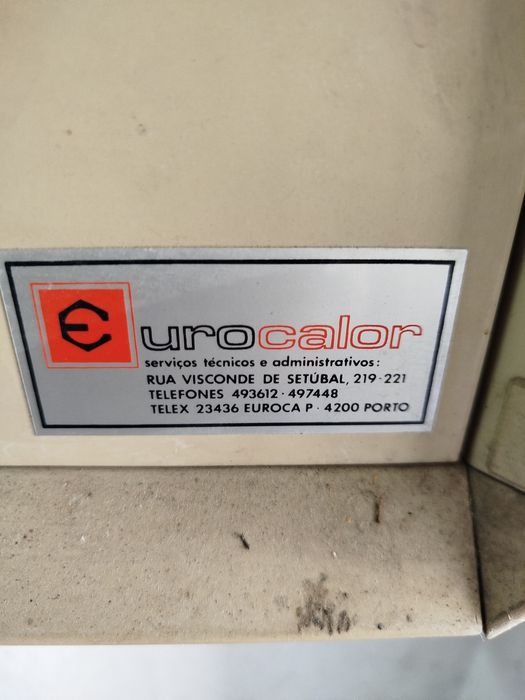 Eurocalor
serviços técnicos e administrativos:
RUA VISCONDE DE SETÚBAL, 219-221
TELEFONES 493612 · 497448
TELEX 23436 EUROCA P · 4200 PORTO